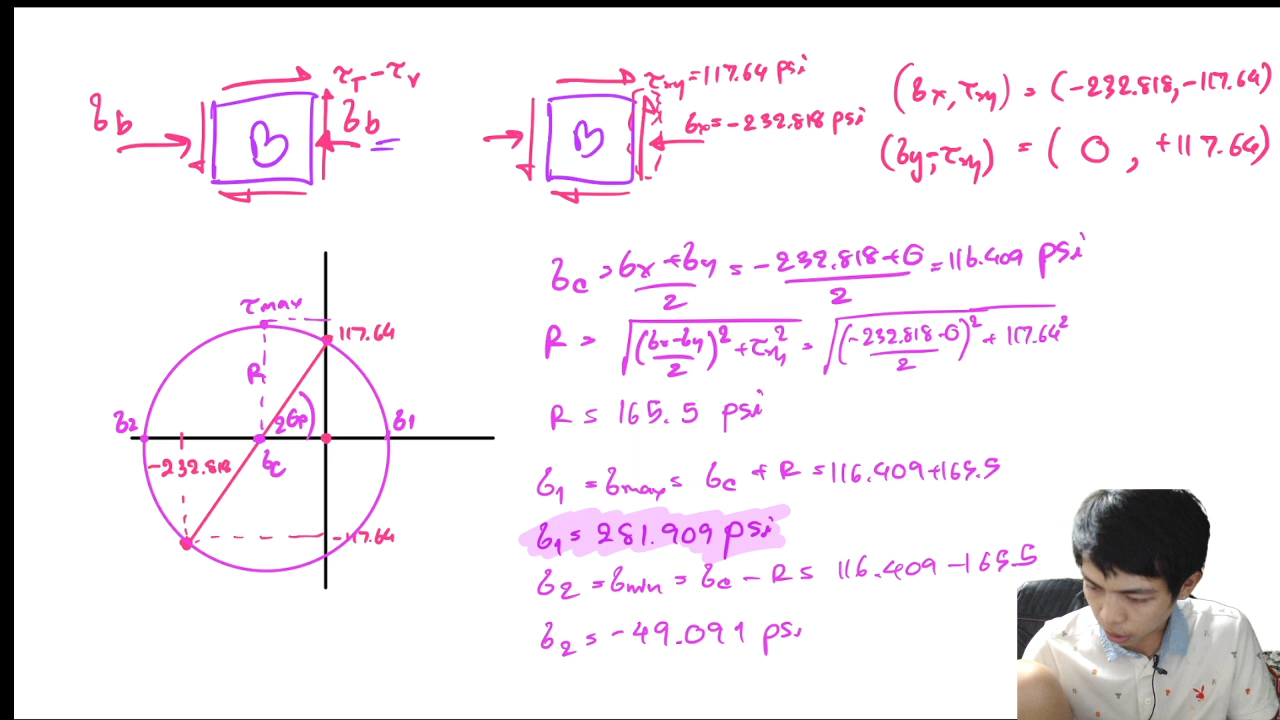 τT - τV
σb
σb
B
τxy = 117.64 psi
σx = -232.818 psi
B
(σx, τxy) = (-232.818, -117.64)
(σy, τxy) = ( 0 , +117.64)
τmax
117.64
R
2θp
σ2
σ1
-232.818
σc
-117.64
σc = σx + σy / 2 = -232.818 + 0 / 2 = 116.409 psi
R = √(σx - σy / 2)² + τxy² = √(-232.818 - 0 / 2)² + 117.64²
R = 165.5 psi
σ1 = σmax = σc + R = 116.409 + 165.5
σ1 = 281.909 psi
σ2 = σmin = σc - R = 116.409 - 165.5
σ2 = -49.091 psi